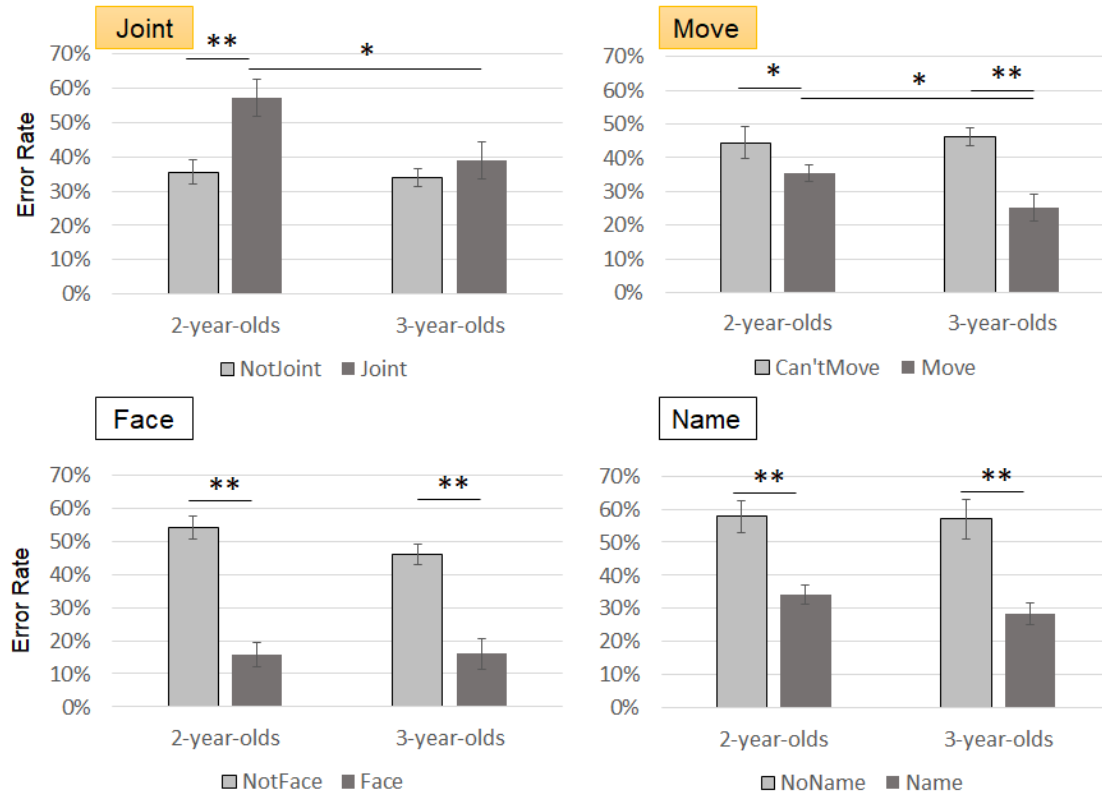 Joint
** *
70%
60%
50%
40%
30%
20%
10%
0%
Error Rate
2-year-olds 3-year-olds
NotJoint Joint
Move
* * **
70%
60%
50%
40%
30%
20%
10%
0%
2-year-olds 3-year-olds
Can'tMove Move
Face
** **
70%
60%
50%
40%
30%
20%
10%
0%
Error Rate
2-year-olds 3-year-olds
NotFace Face
Name
** **
70%
60%
50%
40%
30%
20%
10%
0%
2-year-olds 3-year-olds
NoName Name